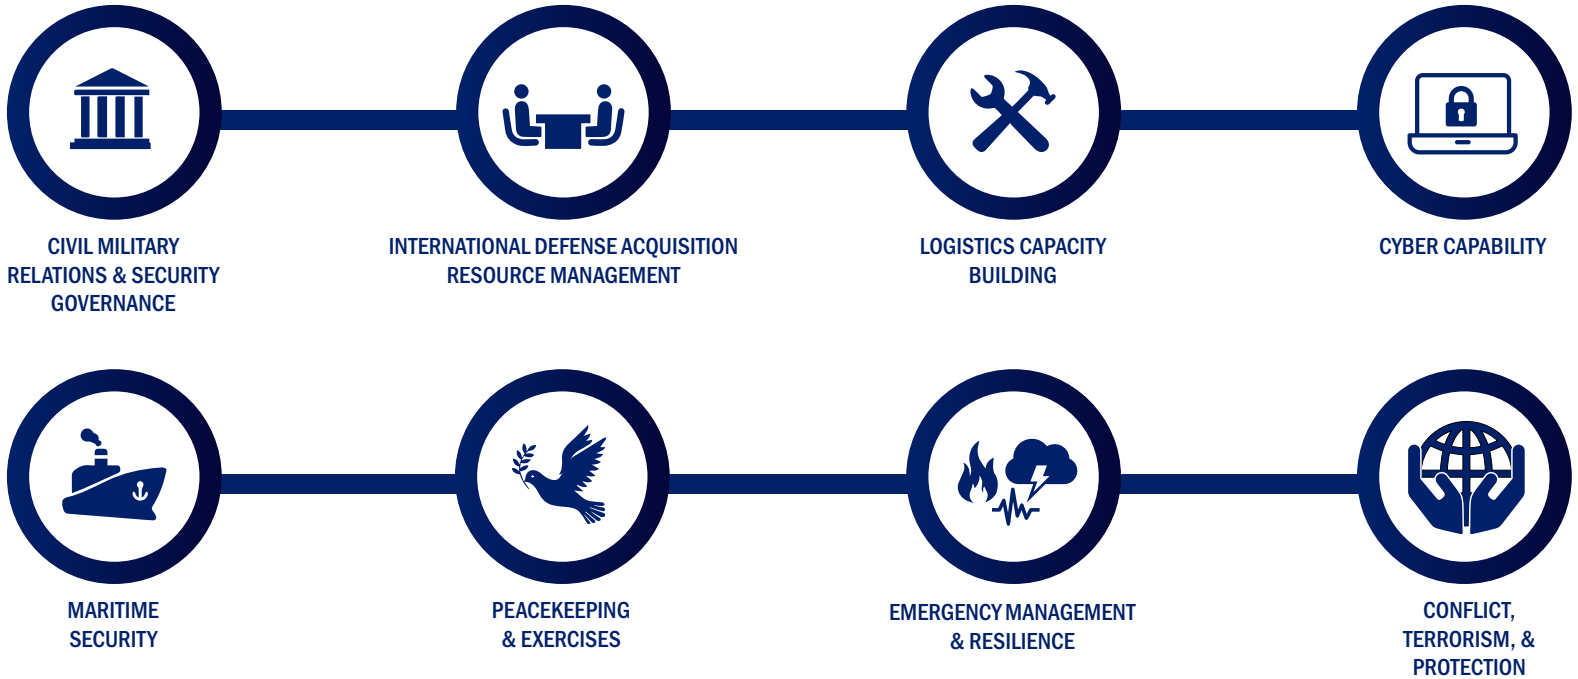 CIVIL MILITARY
RELATIONS & SECURITY
GOVERNANCE
INTERNATIONAL DEFENSE ACQUISITION
RESOURCE MANAGEMENT
LOGISTICS CAPACITY
BUILDING
CYBER CAPABILITY
MARITIME
SECURITY
PEACEKEEPING
& EXERCISES
EMERGENCY MANAGEMENT
& RESILIENCE
CONFLICT,
TERRORISM, &
PROTECTION